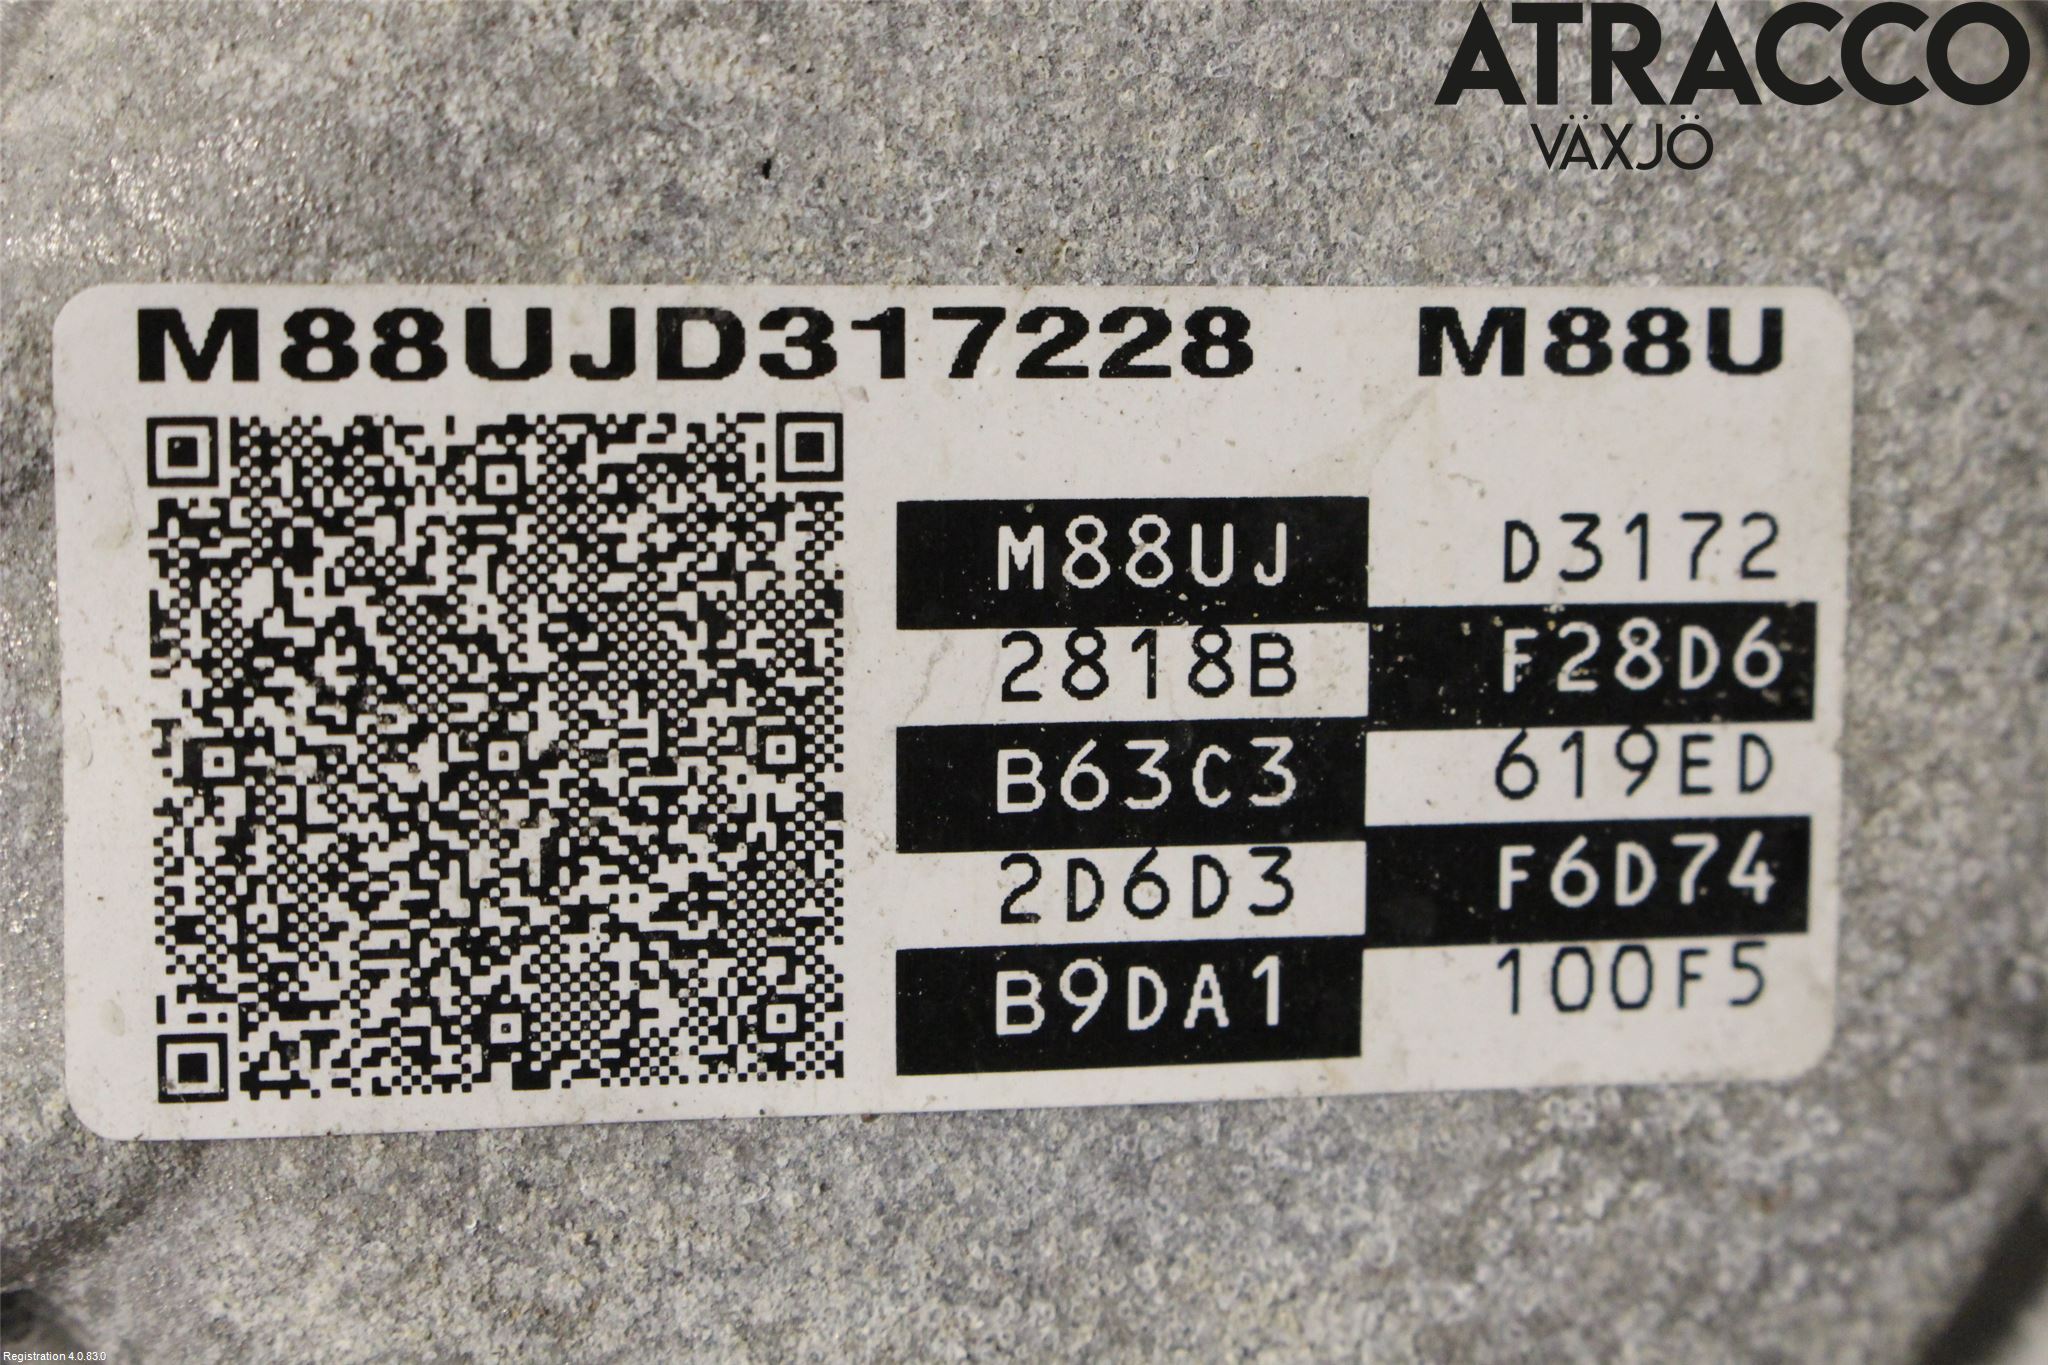 ATRACCO
VÄXJÖ
M88UJD317228 M88U
M88UJ D3172
2818B F28D6
B63C3 619ED
2D6D3 F6D74
B9DA1 100F5
Registration 4.0.83.0